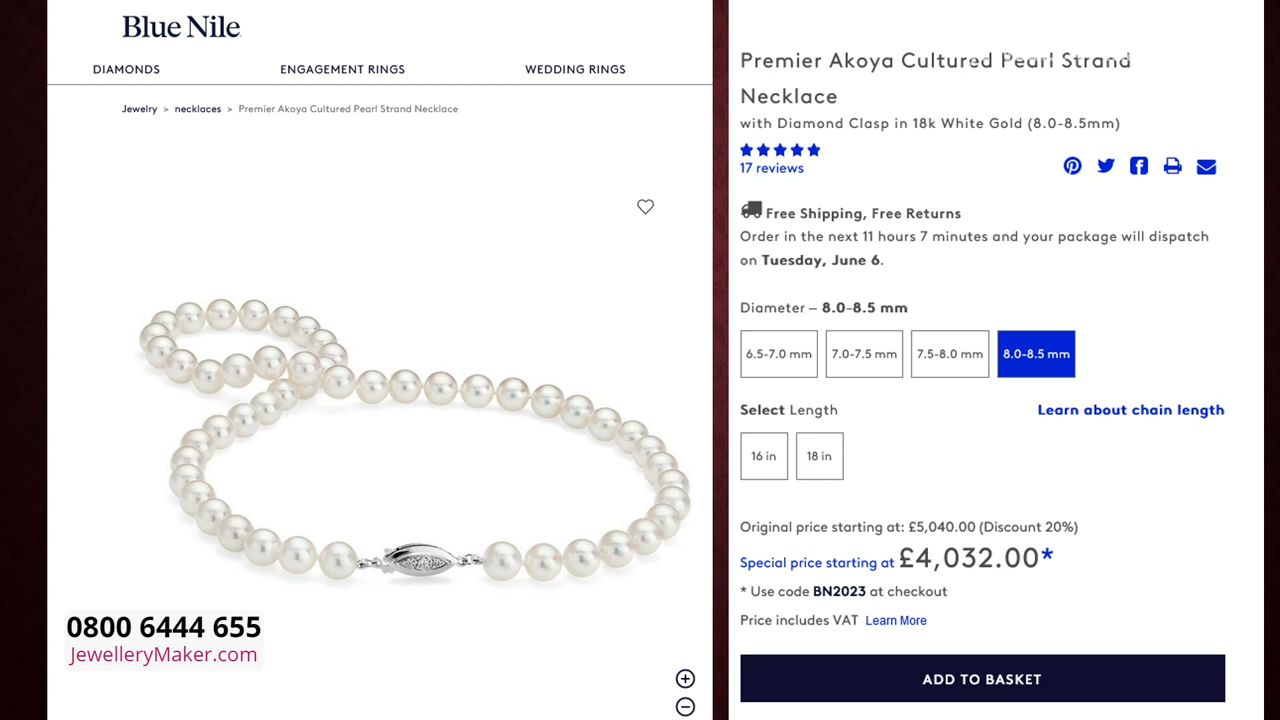 Blue Nile
DIAMONDS
ENGAGEMENT RINGS
WEDDING RINGS
Jewelry > necklaces > Premier Akoya Cultured Pearl Strand Necklace
0800 6444 655
JewelleryMaker.com
Premier Akoya Cultured Pearl Strand
Necklace
with Diamond Clasp in 18k White Gold (8.0-8.5mm)
17 reviews
Free Shipping, Free Returns
Order in the next 11 hours 7 minutes and your package will dispatch
on Tuesday, June 6.
Diameter – 8.0-8.5 mm
6.5-7.0 mm
7.0-7.5 mm
7.5-8.0 mm
8.0-8.5 mm
Select Length
Learn about chain length
16 in
18 in
Original price starting at: £5,040.00 (Discount 20%)
Special price starting at £4,032.00*
* Use code BN2023 at checkout
Price includes VAT Learn More
ADD TO BASKET